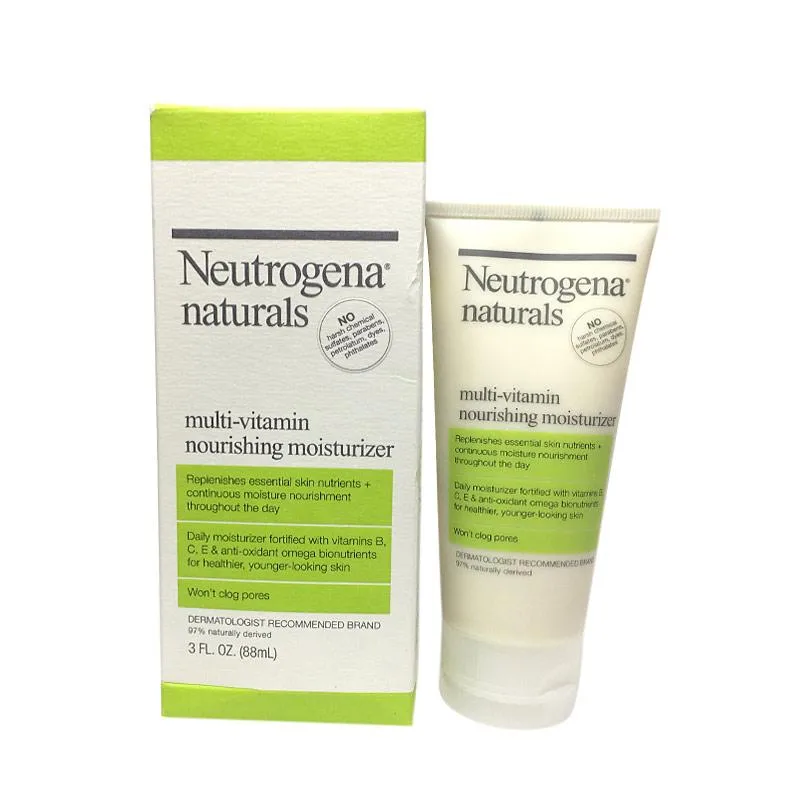 Neutrogena®
naturals
NO
harsh chemical
sulfates, parabens,
petrolatum, dyes,
phthalates
multi-vitamin
nourishing moisturizer
Replenishes essential skin nutrients +
continuous moisture nourishment
throughout the day
Daily moisturizer fortified with vitamins B,
C, E & anti-oxidant omega bionutrients
for healthier, younger-looking skin
Won't clog pores
DERMATOLOGIST RECOMMENDED BRAND
97% naturally derived
3 FL. OZ. (88mL)
Neutrogena®
naturals
NO
harsh chemical
sulfates, parabens,
petrolatum, dyes,
phthalates
multi-vitamin
nourishing moisturizer
Replenishes essential skin nutrients +
continuous moisture nourishment
throughout the day
Daily moisturizer fortified with vitamins B,
C, E & anti-oxidant omega bionutrients
for healthier, younger-looking skin
Won't clog pores
DERMATOLOGIST RECOMMENDED BRAND
97% naturally derived